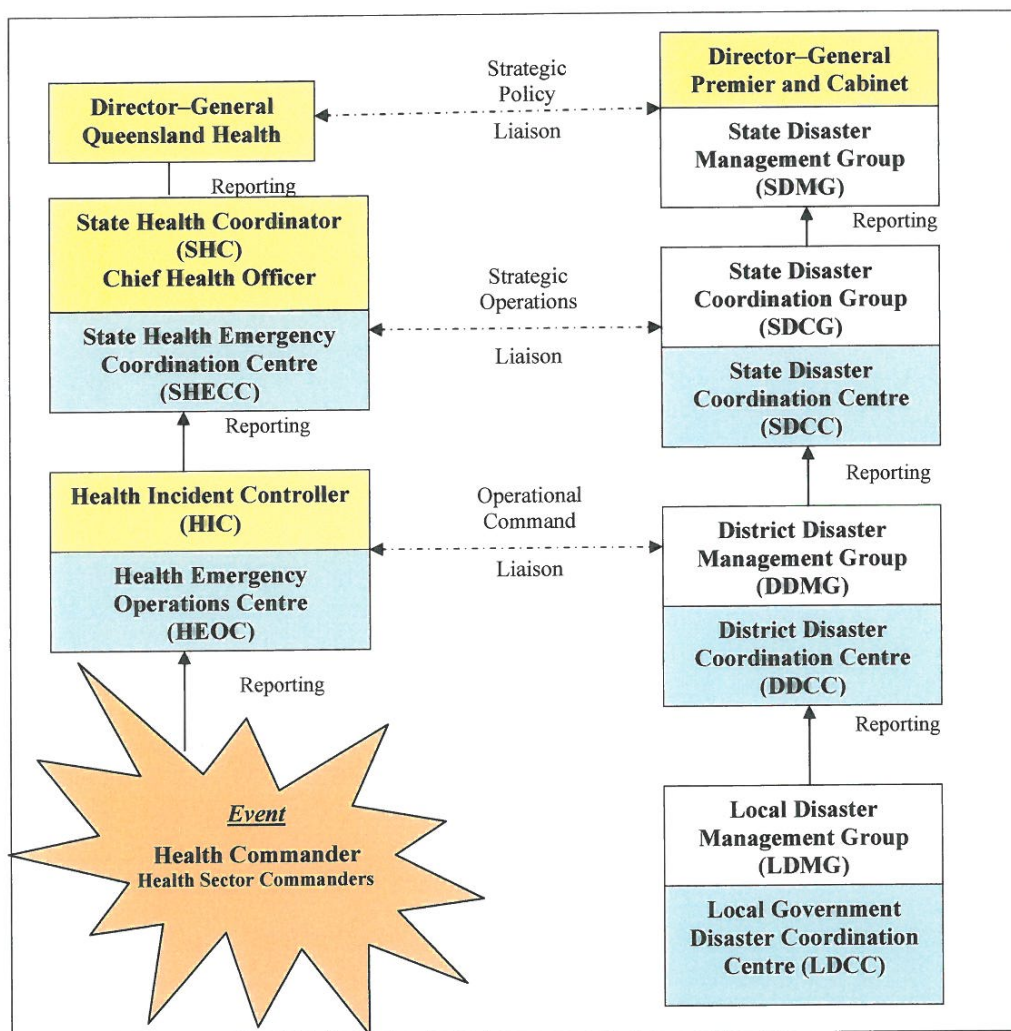 Director–General
Queensland Health
Reporting
State Health Coordinator
(SHC)
Chief Health Officer
State Health Emergency
Coordination Centre
(SHECC)
Reporting
Health Incident Controller
(HIC)
Health Emergency
Operations Centre
(HEOC)
Reporting
Event
Health Commander
Health Sector Commanders
Strategic
Policy
Liaison
Strategic
Operations
Liaison
Operational
Command
Liaison
Director–General
Premier and Cabinet
State Disaster
Management Group
(SDMG)
Reporting
State Disaster
Coordination Group
(SDCG)
State Disaster
Coordination Centre
(SDCC)
Reporting
District Disaster
Management Group
(DDMG)
District Disaster
Coordination Centre
(DDCC)
Reporting
Local Disaster
Management Group
(LDMG)
Local Government
Disaster Coordination
Centre (LDCC)